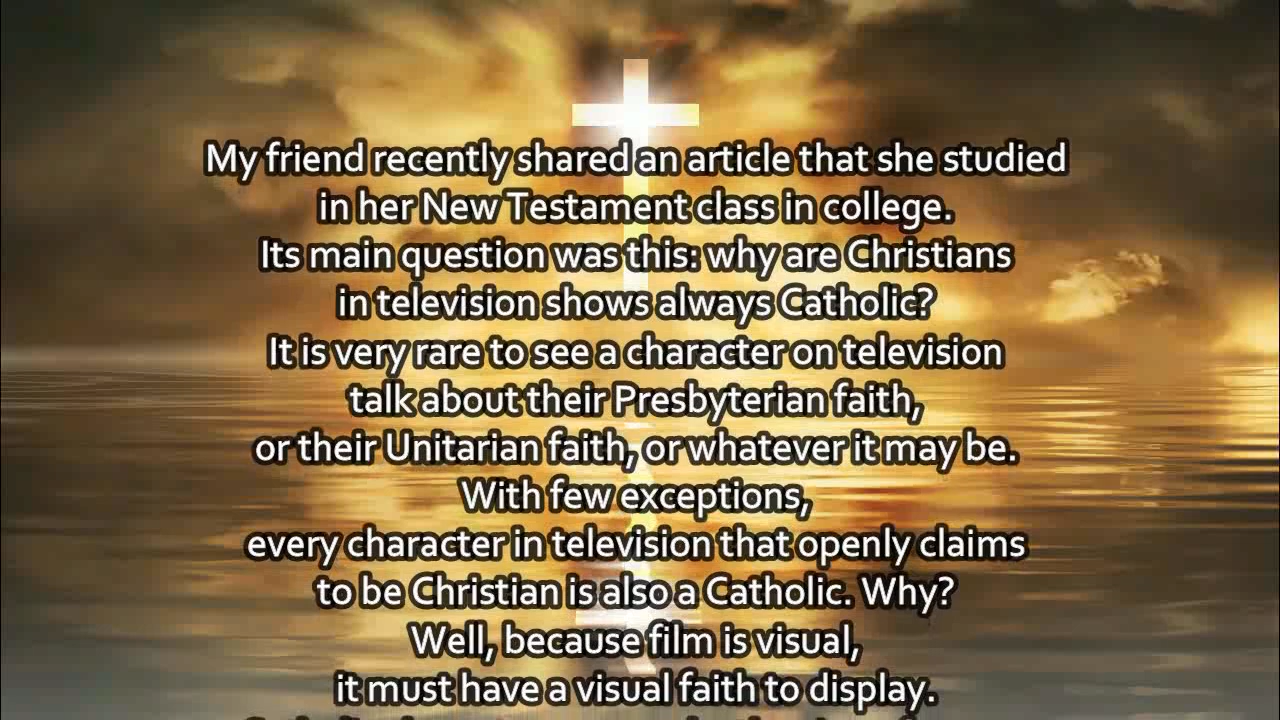 My friend recently shared an article that she studied
in her New Testament class in college.
Its main question was this: why are Christians
in television shows always Catholic?
It is very rare to see a character on television
talk about their Presbyterian faith,
or their Unitarian faith, or whatever it may be.
With few exceptions,
every character in television that openly claims
to be Christian is also a Catholic. Why?
Well, because film is visual,
it must have a visual faith to display.